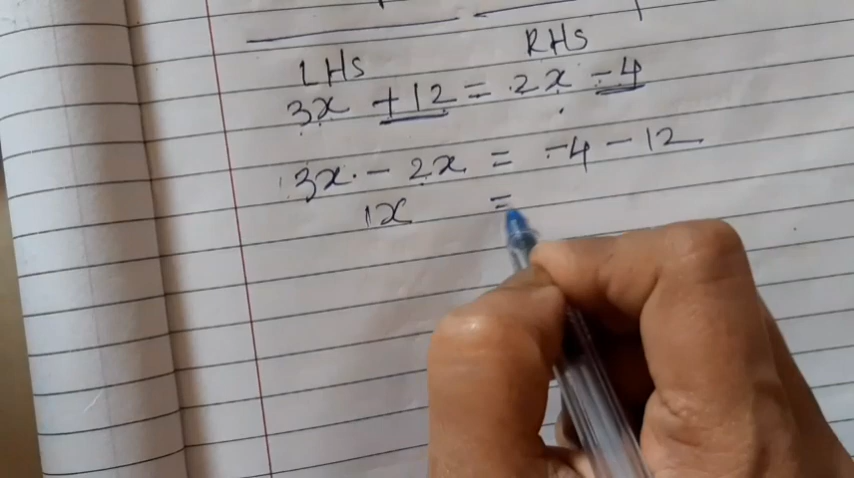 LHS RHS
3x + 12 = 2x - 4
3x - 2x = -4 - 12
1x =